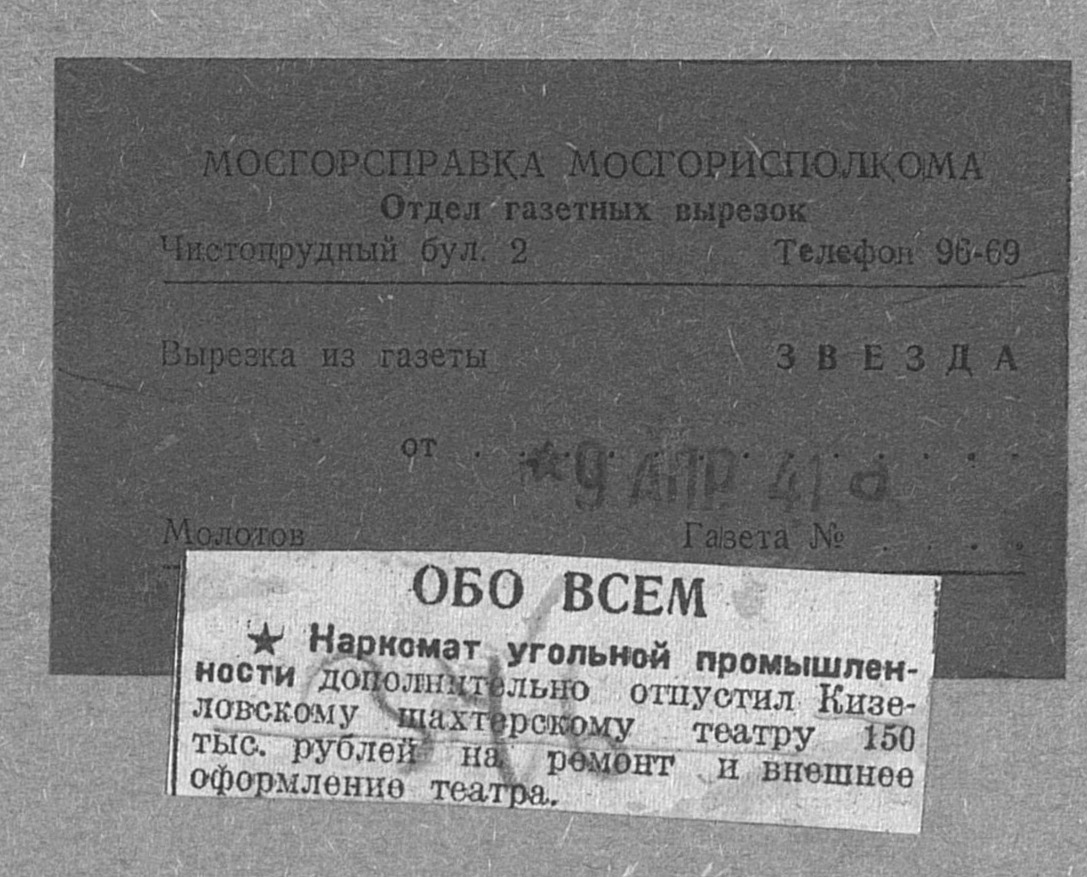 МОСГОРСПРАВКА МОСГОРИСПОЛКОМА
Отдел газетных вырезок
Чистопрудный бул. 2 Телефон 96-69
Вырезка из газеты ЗВЕЗДА
от . . . 9 АПР 41
Молотов Газета № . . . .
ОБО ВСЕМ
★ Наркомат угольной промышлен-
ности дополнительно отпустил Кизе-
ловскому шахтерскому театру 150
тыс. рублей на ремонт и внешнее
оформление театра.